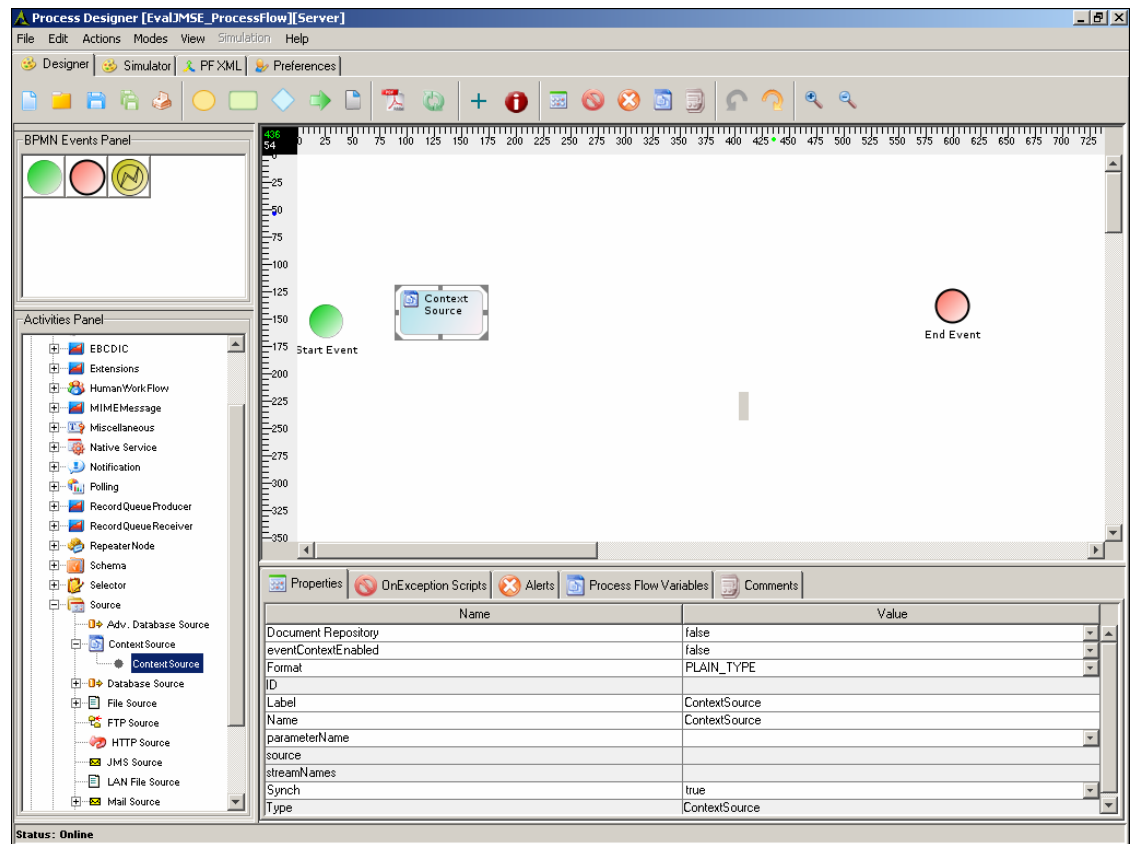 Process Designer [EvalJMSE_ProcessFlow][Server]
File Edit Actions Modes View Simulation Help
Designer Simulator PF XML Preferences
BPMN Events Panel
436
54
0 25 50 75 100 125 150 175 200 225 250 275 300 325 350 375 400 425 450 475 500 525 550 575 600 625 650 675 700 725
0
25
50
75
100
125
150
175
200
225
250
275
300
325
350
Start Event
Context
Source
End Event
Activities Panel
EBCDIC
Extensions
HumanWorkFlow
MIMEMessage
Miscellaneous
Native Service
Notification
Polling
RecordQueueProducer
RecordQueueReceiver
RepeaterNode
Schema
Selector
Source
Adv. Database Source
ContextSource
ContextSource
Database Source
File Source
FTP Source
HTTP Source
JMS Source
LAN File Source
Mail Source
Properties OnException Scripts Alerts Process Flow Variables Comments
Name Value
Document Repository false
eventContextEnabled false
Format PLAIN_TYPE
ID
Label ContextSource
Name ContextSource
parameterName
source
streamNames
Synch true
Type ContextSource
Status: Online